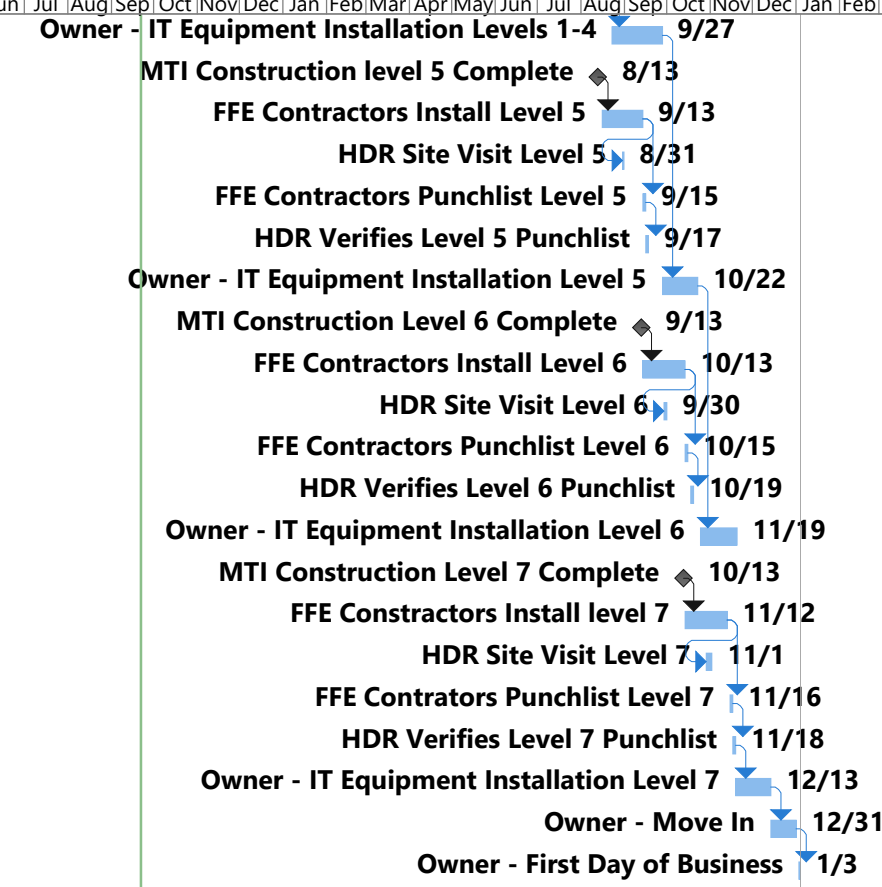 Jul Aug Sep Oct Nov Dec Jan Feb Mar Apr May Jun Jul Aug Sep Oct Nov Dec Jan Feb
Owner - IT Equipment Installation Levels 1-4 9/27
MTI Construction level 5 Complete 8/13
FFE Contractors Install Level 5 9/13
HDR Site Visit Level 5 8/31
FFE Contractors Punchlist Level 5 9/15
HDR Verifies Level 5 Punchlist 9/17
Owner - IT Equipment Installation Level 5 10/22
MTI Construction Level 6 Complete 9/13
FFE Contractors Install Level 6 10/13
HDR Site Visit Level 6 9/30
FFE Contractors Punchlist Level 6 10/15
HDR Verifies Level 6 Punchlist 10/19
Owner - IT Equipment Installation Level 6 11/19
MTI Construction Level 7 Complete 10/13
FFE Constractors Install level 7 11/12
HDR Site Visit Level 7 11/1
FFE Contrators Punchlist Level 7 11/16
HDR Verifies Level 7 Punchlist 11/18
Owner - IT Equipment Installation Level 7 12/13
Owner - Move In 12/31
Owner - First Day of Business 1/3